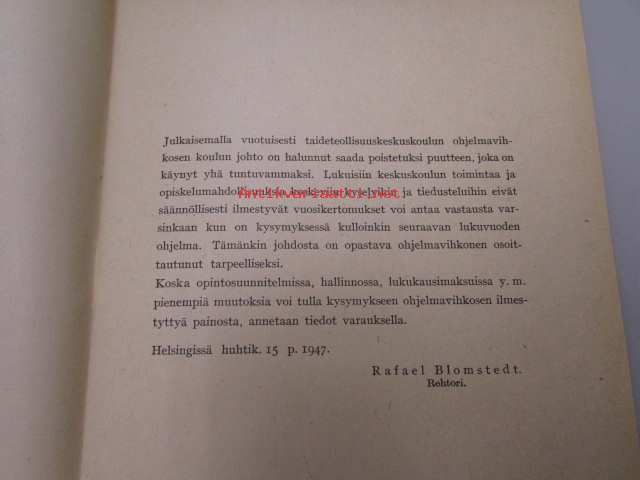 Julkaisemalla vuotuisesti taideteollisuuskeskuskoulun ohjelmavih-
kosen koulun johto on halunnut saada poistetuksi puutteen, joka on
käynyt yhä tuntuvammaksi. Lukuisiin keskuskoulun toimintaa ja
opiskelumahdollisuuksia koskeviin kyselyihin ja tiedusteluihin eivät
säännöllisesti ilmestyvät vuosikertomukset voi antaa vastausta var-
sinkaan kun on kysymyksessä kulloinkin seuraavan lukuvuoden
ohjelma. Tämänkin johdosta on opastava ohjelmavihkonen osoit-
tautunut tarpeelliseksi.
Koska opintosuunnitelmissa, hallinnossa, lukukausimaksuissa y. m.
pienempiä muutoksia voi tulla kysymykseen ohjelmavihkosen ilmes-
tyttyä painosta, annetaan tiedot varauksella.
Helsingissä huhtik. 15 p. 1947.
Rafael Blomstedt.
Rehtori.